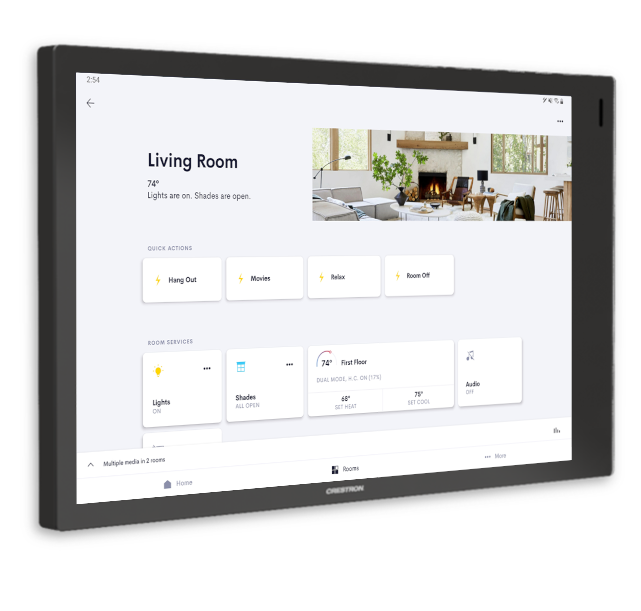 2:54
Living Room
74°
Lights are on. Shades are open.
QUICK ACTIONS
Hang Out
Movies
Relax
Room Off
ROOM SERVICES
Lights
ON
Shades
ALL OPEN
74°
First Floor
DUAL MODE, H.C. ON (17%)
68°
SET HEAT
78°
SET COOL
Audio
OFF
Multiple media in 2 rooms
Home
Rooms
More
CRESTRON